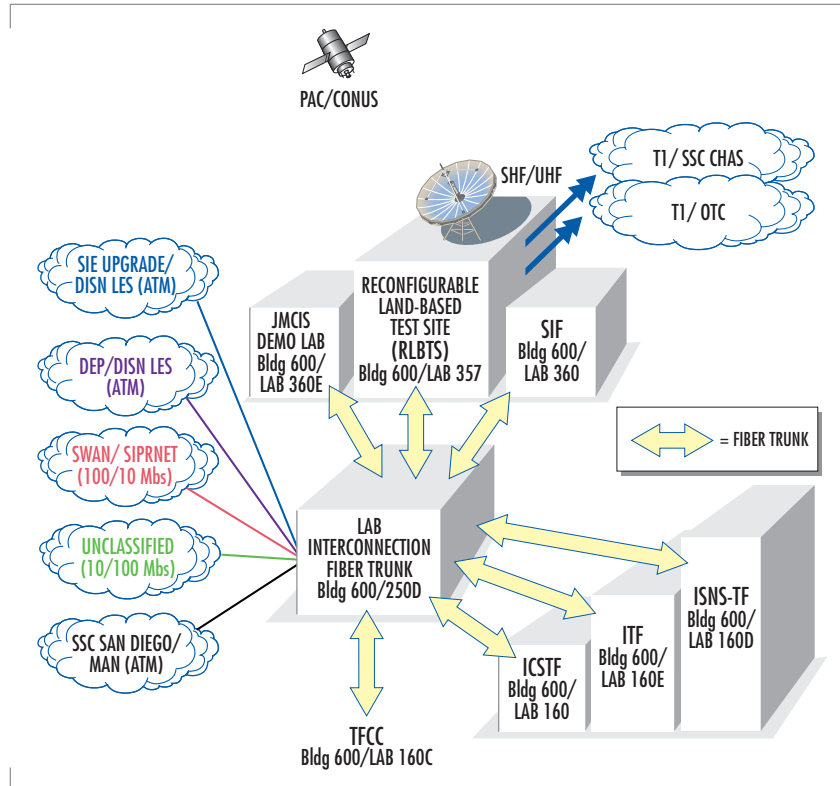 PAC/CONUS
SHF/UHF
T1/ SSC CHAS
T1/ OTC
SIE UPGRADE/
DISN LES (ATM)
DEP/DISN LES
(ATM)
SWAN/ SIPRNET
(100/10 Mbs)
UNCLASSIFIED
(10/100 Mbs)
SSC SAN DIEGO/
MAN (ATM)
JMCIS
DEMO LAB
Bldg 600/
LAB 360E
RECONFIGURABLE
LAND-BASED
TEST SITE
(RLBTS)
Bldg 600/LAB 357
SIF
Bldg 600/
LAB 360
= FIBER TRUNK
LAB
INTERCONNECTION
FIBER TRUNK
Bldg 600/250D
ICSTF
Bldg 600/
LAB 160
ITF
Bldg 600/
LAB 160E
ISNS-TF
Bldg 600/
LAB 160D
TFCC
Bldg 600/LAB 160C